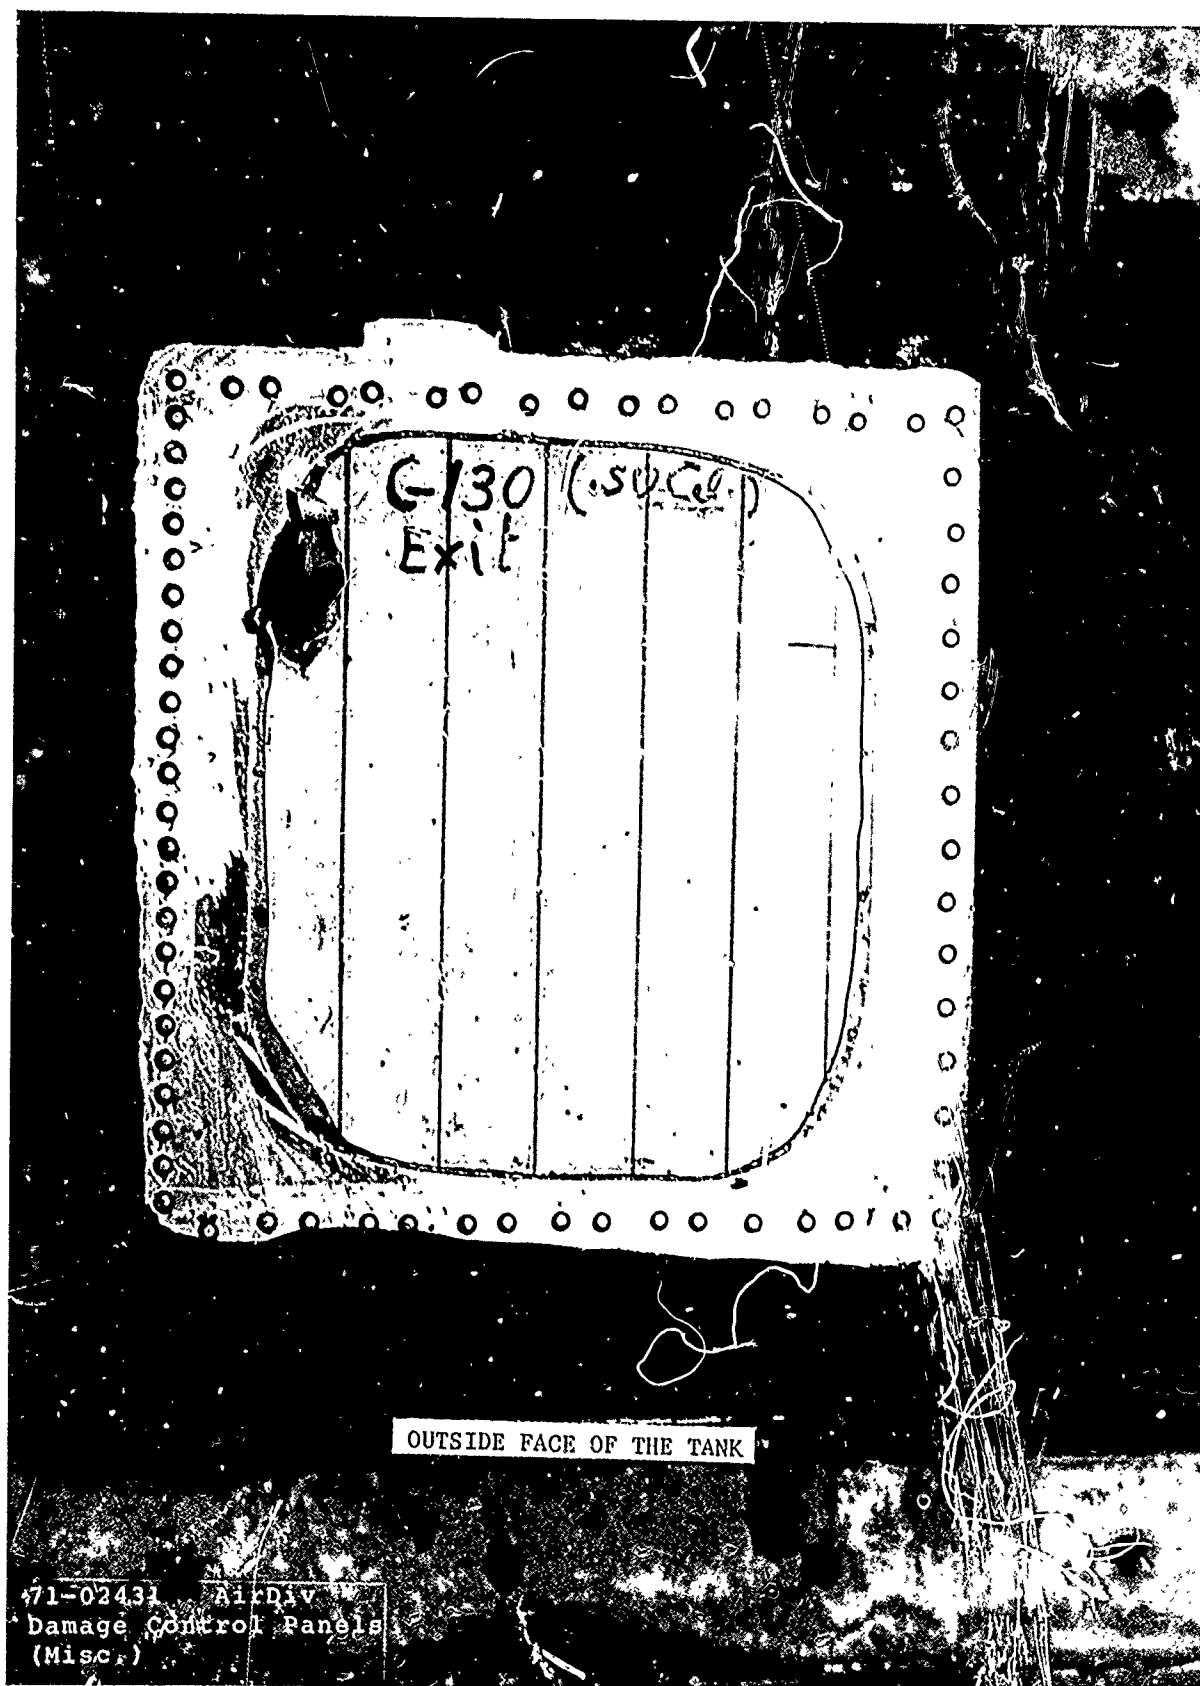 C-130 (.50 Cal.)
Exit
OUTSIDE FACE OF THE TANK
71-02431 AirDiv
Damage Control Panels
(Misc.)